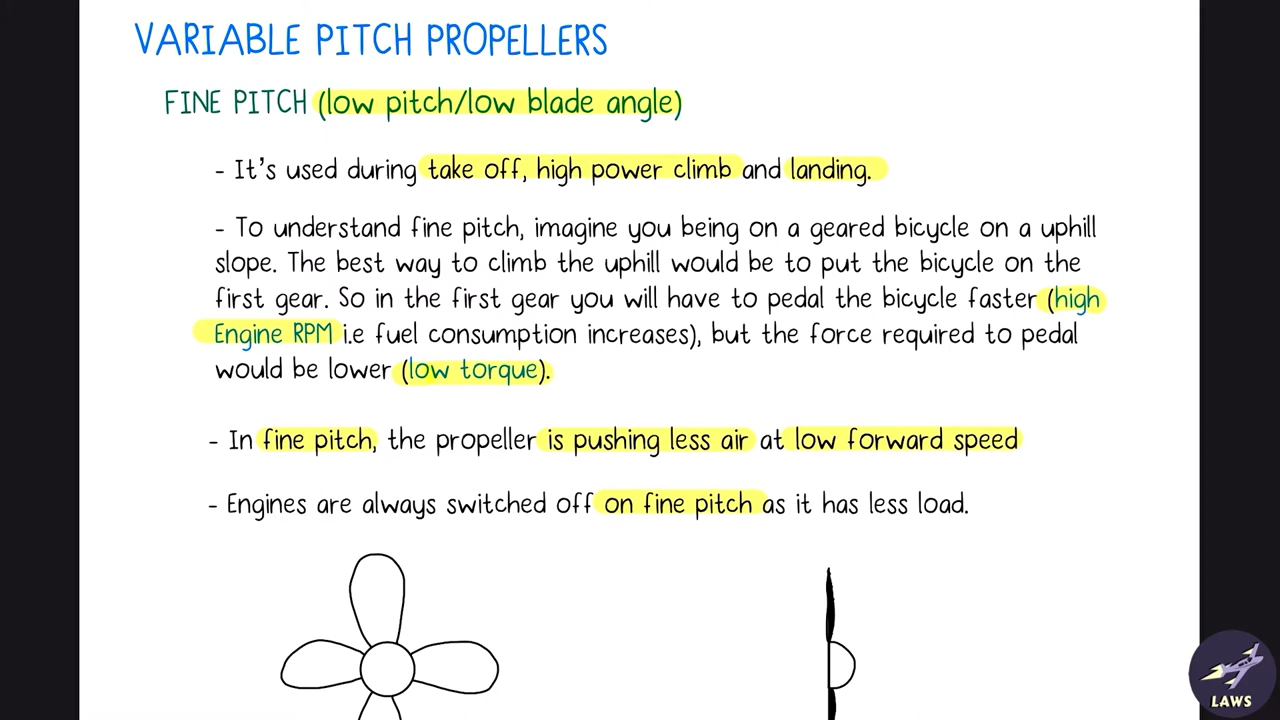 VARIABLE PITCH PROPELLERS
FINE PITCH (low pitch/low blade angle)
- It's used during take off, high power climb and landing.
- To understand fine pitch, imagine you being on a geared bicycle on a uphill
slope. The best way to climb the uphill would be to put the bicycle on the
first gear. So in the first gear you will have to pedal the bicycle faster (high
Engine RPM i.e fuel consumption increases), but the force required to pedal
would be lower (low torque).
- In fine pitch, the propeller is pushing less air at low forward speed
- Engines are always switched off on fine pitch as it has less load.
LAWS